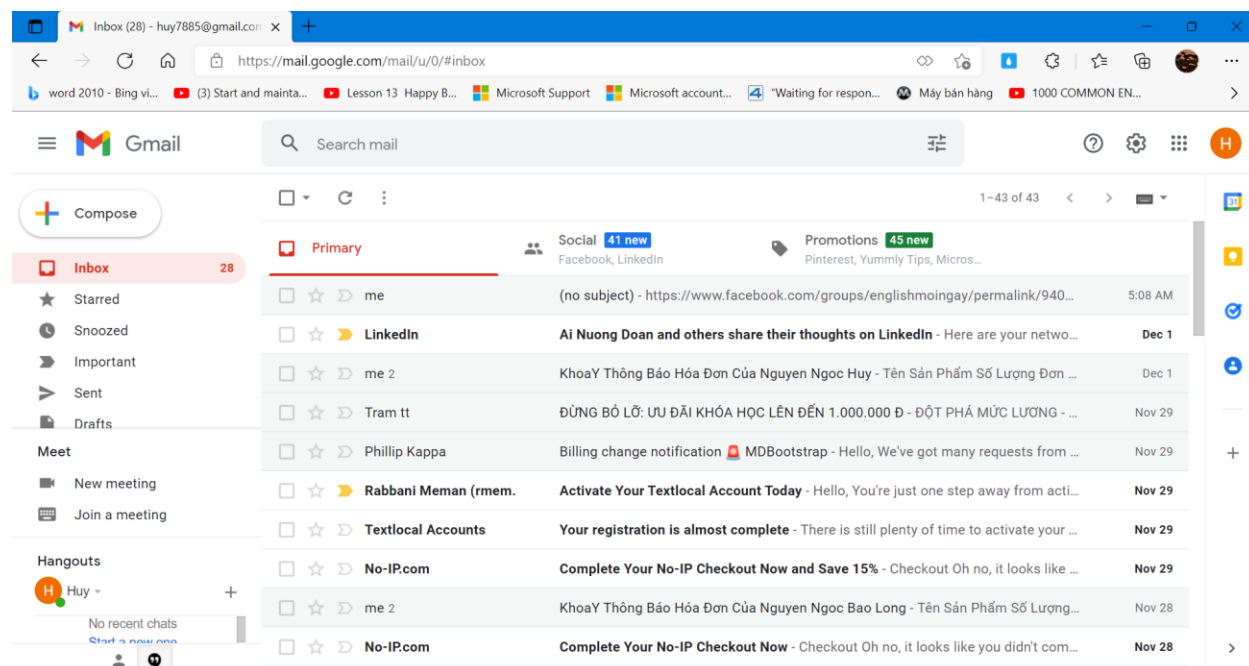 Inbox (28) - huy7885@gmail.com
https://mail.google.com/mail/u/0/#inbox
word 2010 - Bing vi... (3) Start and mainta... Lesson 13 Happy B... Microsoft Support Microsoft account... "Waiting for respon... Máy bán hàng 1000 COMMON EN...
Gmail Search mail H
Compose 1–43 of 43 31
Primary Social 41 new Promotions 45 new
Facebook, LinkedIn Pinterest, Yummly Tips, Micros...
Inbox 28
Starred
Snoozed
Important
Sent
Drafts
Meet
New meeting
Join a meeting
Hangouts
H Huy
No recent chats
Start a new one
me (no subject) - https://www.facebook.com/groups/englishmoingay/permalink/940... 5:08 AM
LinkedIn Ai Nuong Doan and others share their thoughts on LinkedIn - Here are your netwo... Dec 1
me 2 KhoaY Thông Báo Hóa Đơn Của Nguyen Ngoc Huy - Tên Sản Phẩm Số Lượng Đơn ... Dec 1
Tram tt ĐỪNG BỎ LỠ: ƯU ĐÃI KHÓA HỌC LÊN ĐẾN 1.000.000 Đ - ĐỘT PHÁ MỨC LƯƠNG - ... Nov 29
Phillip Kappa Billing change notification 🚨 MDBootstrap - Hello, We've got many requests from ... Nov 29
Rabbani Meman (rmem. Activate Your Textlocal Account Today - Hello, You're just one step away from acti... Nov 29
Textlocal Accounts Your registration is almost complete - There is still plenty of time to activate your ... Nov 29
No-IP.com Complete Your No-IP Checkout Now and Save 15% - Checkout Oh no, it looks like ... Nov 29
me 2 KhoaY Thông Báo Hóa Đơn Của Nguyen Ngoc Bao Long - Tên Sản Phẩm Số Lượng... Nov 28
No-IP.com Complete Your No-IP Checkout Now - Checkout Oh no, it looks like you didn't com... Nov 28